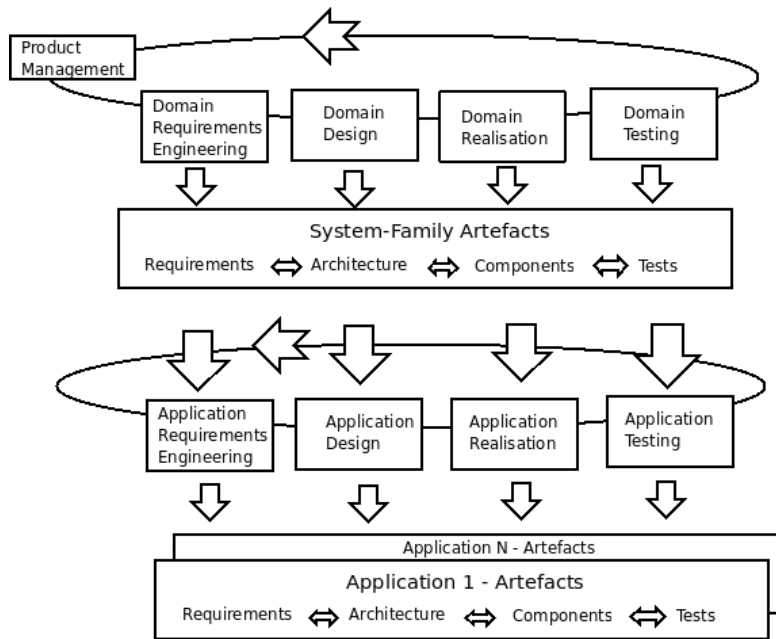 Product
Management
Domain
Requirements
Engineering
Domain
Design
Domain
Realisation
Domain
Testing
System-Family Artefacts
Requirements Architecture Components Tests
Application
Requirements
Engineering
Application
Design
Application
Realisation
Application
Testing
Application N - Artefacts
Application 1 - Artefacts
Requirements Architecture Components Tests